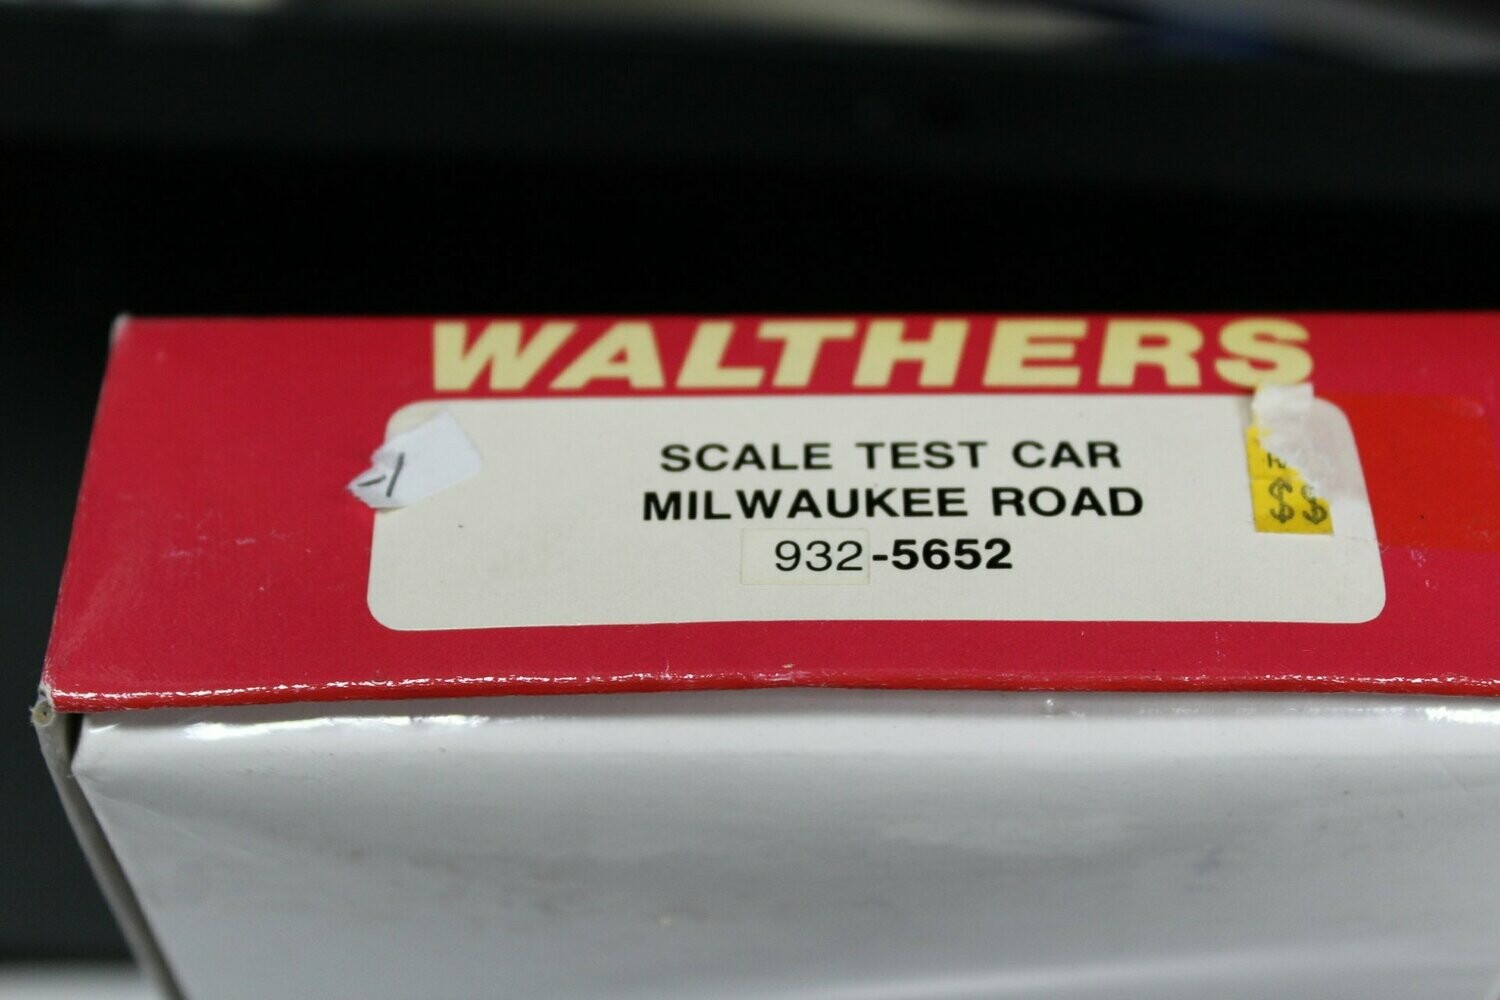 WALTHERS
SCALE TEST CAR
MILWAUKEE ROAD
932-5652
$$